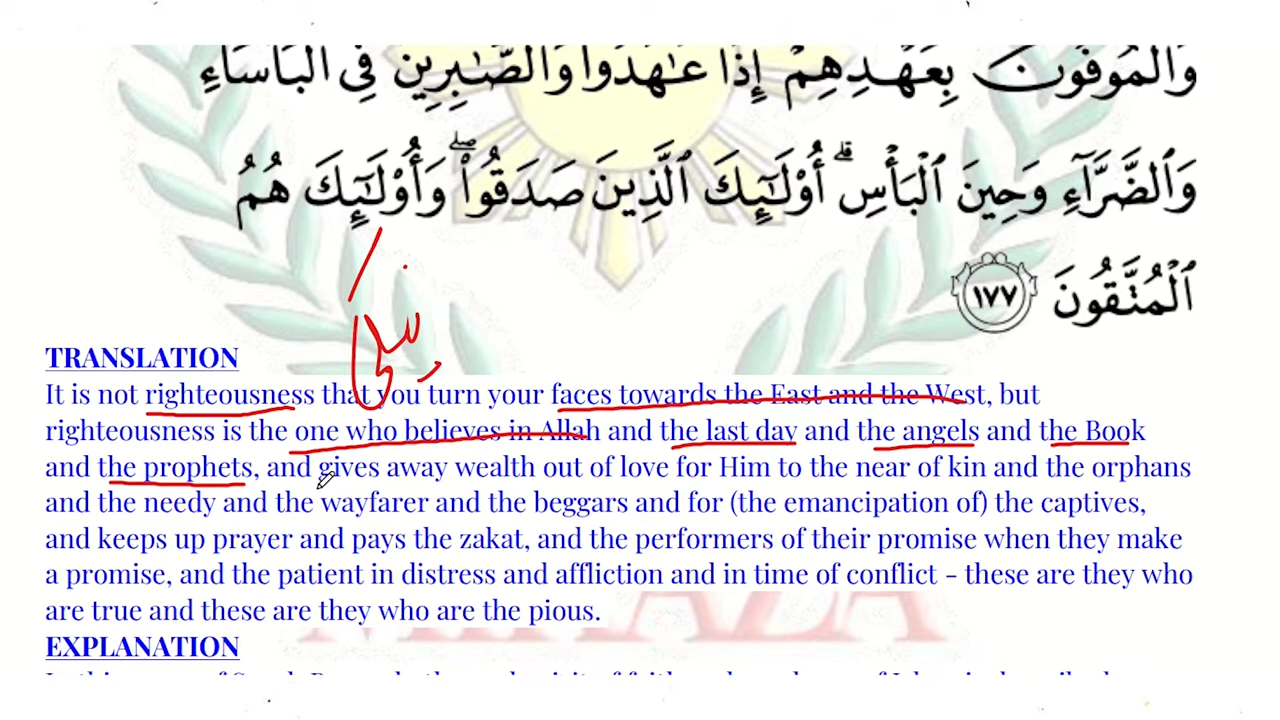 وَٱلۡمُوفُونَ بِعَهۡدِهِمۡ إِذَا عَٰهَدُواْۖ وَٱلصَّٰبِرِينَ فِي ٱلۡبَأۡسَآءِ
وَٱلضَّرَّآءِ وَحِينَ ٱلۡبَأۡسِۗ أُوْلَٰٓئِكَ ٱلَّذِينَ صَدَقُواْۖ وَأُوْلَٰٓئِكَ هُمُ
ٱلۡمُتَّقُونَ ١٧٧
TRANSLATION
It is not righteousness that you turn your faces towards the East and the West, but
righteousness is the one who believes in Allah and the last day and the angels and the Book
and the prophets, and gives away wealth out of love for Him to the near of kin and the orphans
and the needy and the wayfarer and the beggars and for (the emancipation of) the captives,
and keeps up prayer and pays the zakat, and the performers of their promise when they make
a promise, and the patient in distress and affliction and in time of conflict - these are they who
are true and these are they who are the pious.
EXPLANATION